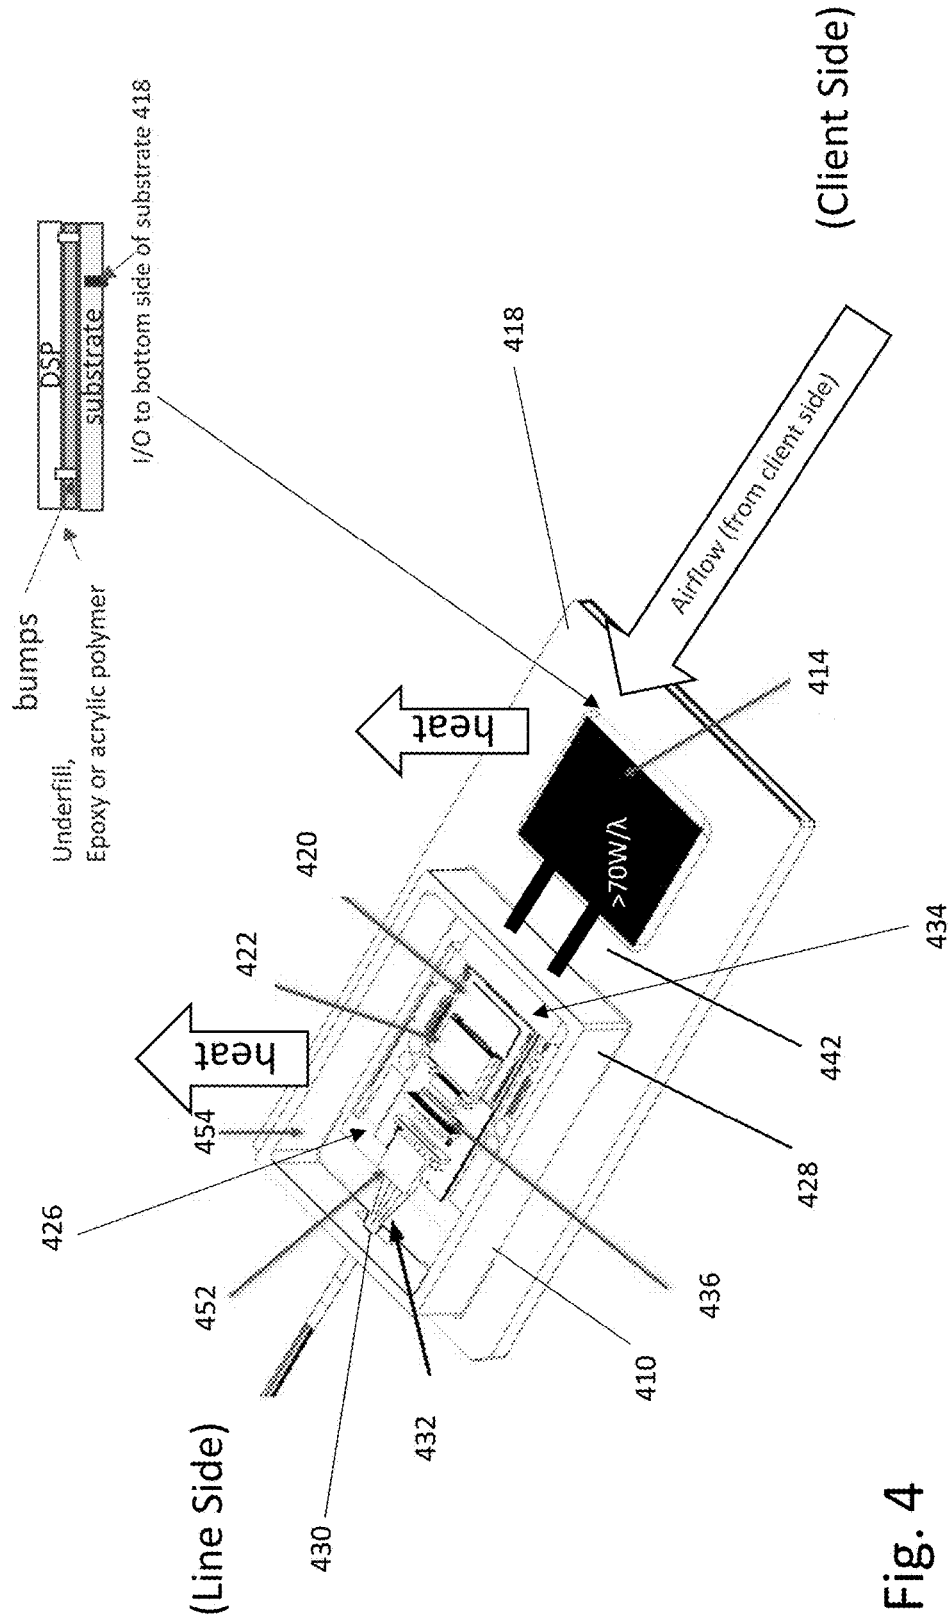 bumps
Underfill,
Epoxy or acrylic polymer
DSP
substrate
I/O to bottom side of substrate 418
(Line Side)
(Client Side)
430
432
452
426
454
heat
422
420
heat
418
410
436
428
442
434
414
>70W/λ
Airflow (from client side)
Fig. 4